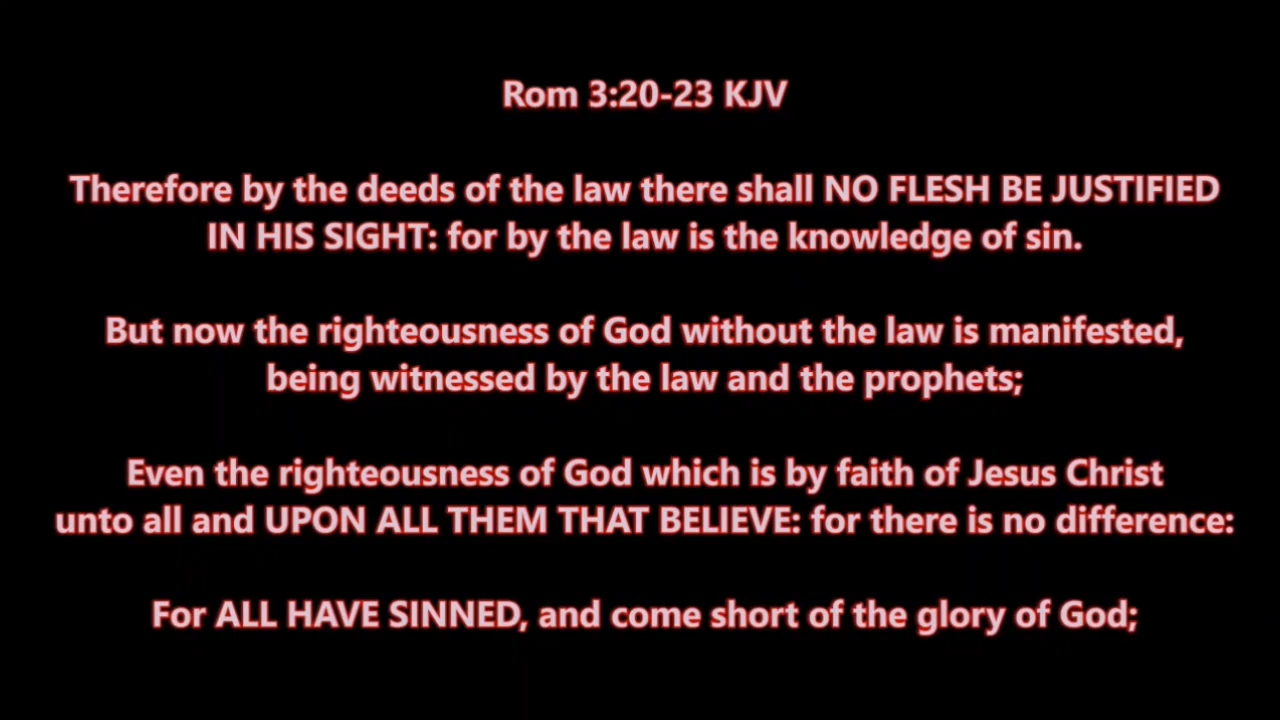 Rom 3:20-23 KJV
Therefore by the deeds of the law there shall NO FLESH BE JUSTIFIED
IN HIS SIGHT: for by the law is the knowledge of sin.
But now the righteousness of God without the law is manifested,
being witnessed by the law and the prophets;
Even the righteousness of God which is by faith of Jesus Christ
unto all and UPON ALL THEM THAT BELIEVE: for there is no difference:
For ALL HAVE SINNED, and come short of the glory of God;